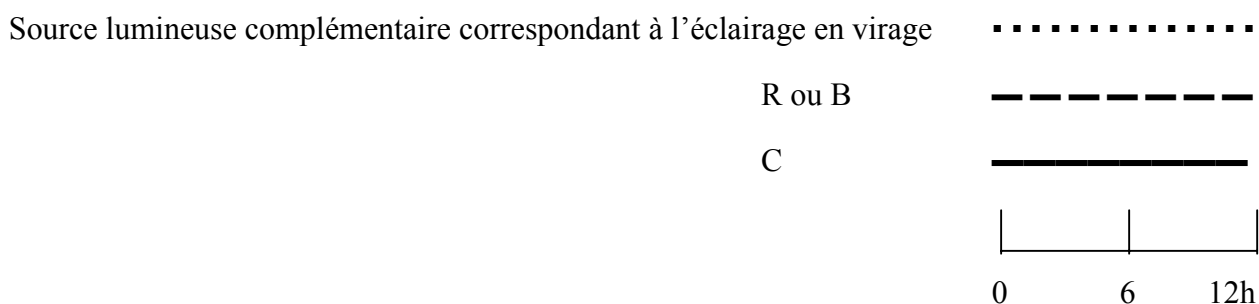 Source lumineuse complémentaire correspondant à l’éclairage en virage
R ou B
C
0 6 12h